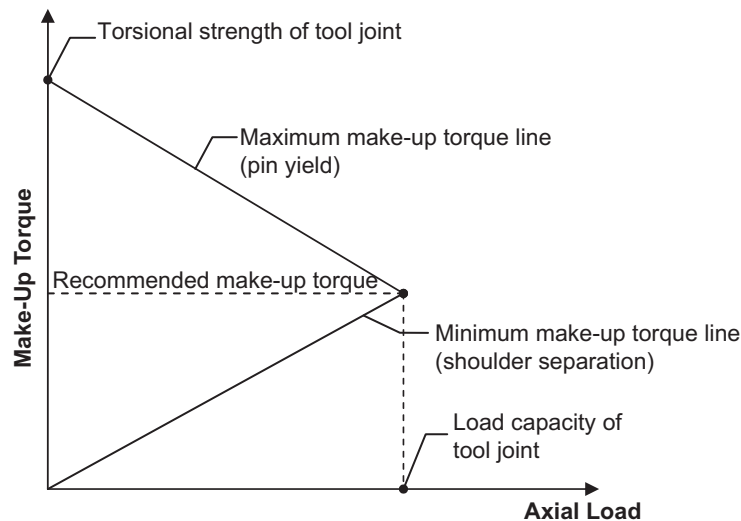 Torsional strength of tool joint
Maximum make-up torque line
(pin yield)
Make-Up Torque
Recommended make-up torque
Minimum make-up torque line
(shoulder separation)
Load capacity of
tool joint
Axial Load